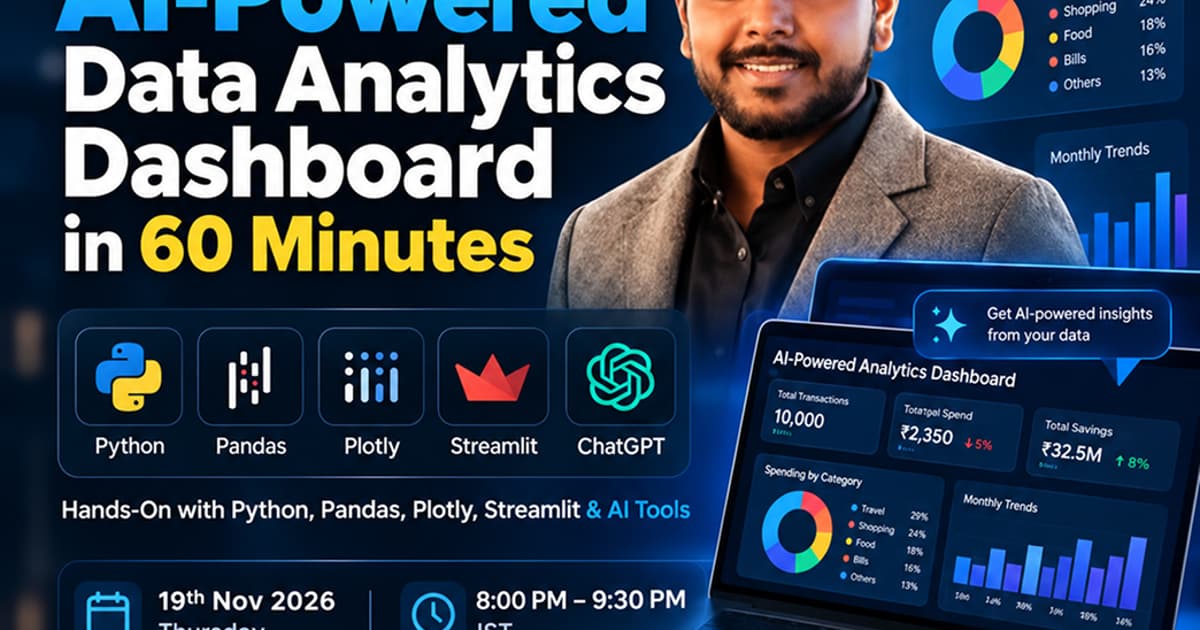 AI-Powered
Data Analytics
Dashboard
in 60 Minutes
Python
Pandas
Plotly
Streamlit
ChatGPT
Hands-On with Python, Pandas, Plotly, Streamlit & AI Tools
19th Nov 2026
Thursday
8:00 PM – 9:30 PM
IST
Shopping 24%
Food 18%
Bills 16%
Others 13%
Monthly Trends
Get AI-powered insights
from your data
AI-Powered Analytics Dashboard
Total Transactions
10,000
Totatpal Spend
₹2,350 ↓5%
Total Savings
₹32.5M ↑8%
Spending by Category
Travel 29%
Shopping 24%
Food 18%
Bills 16%
Others 13%
Monthly Trends